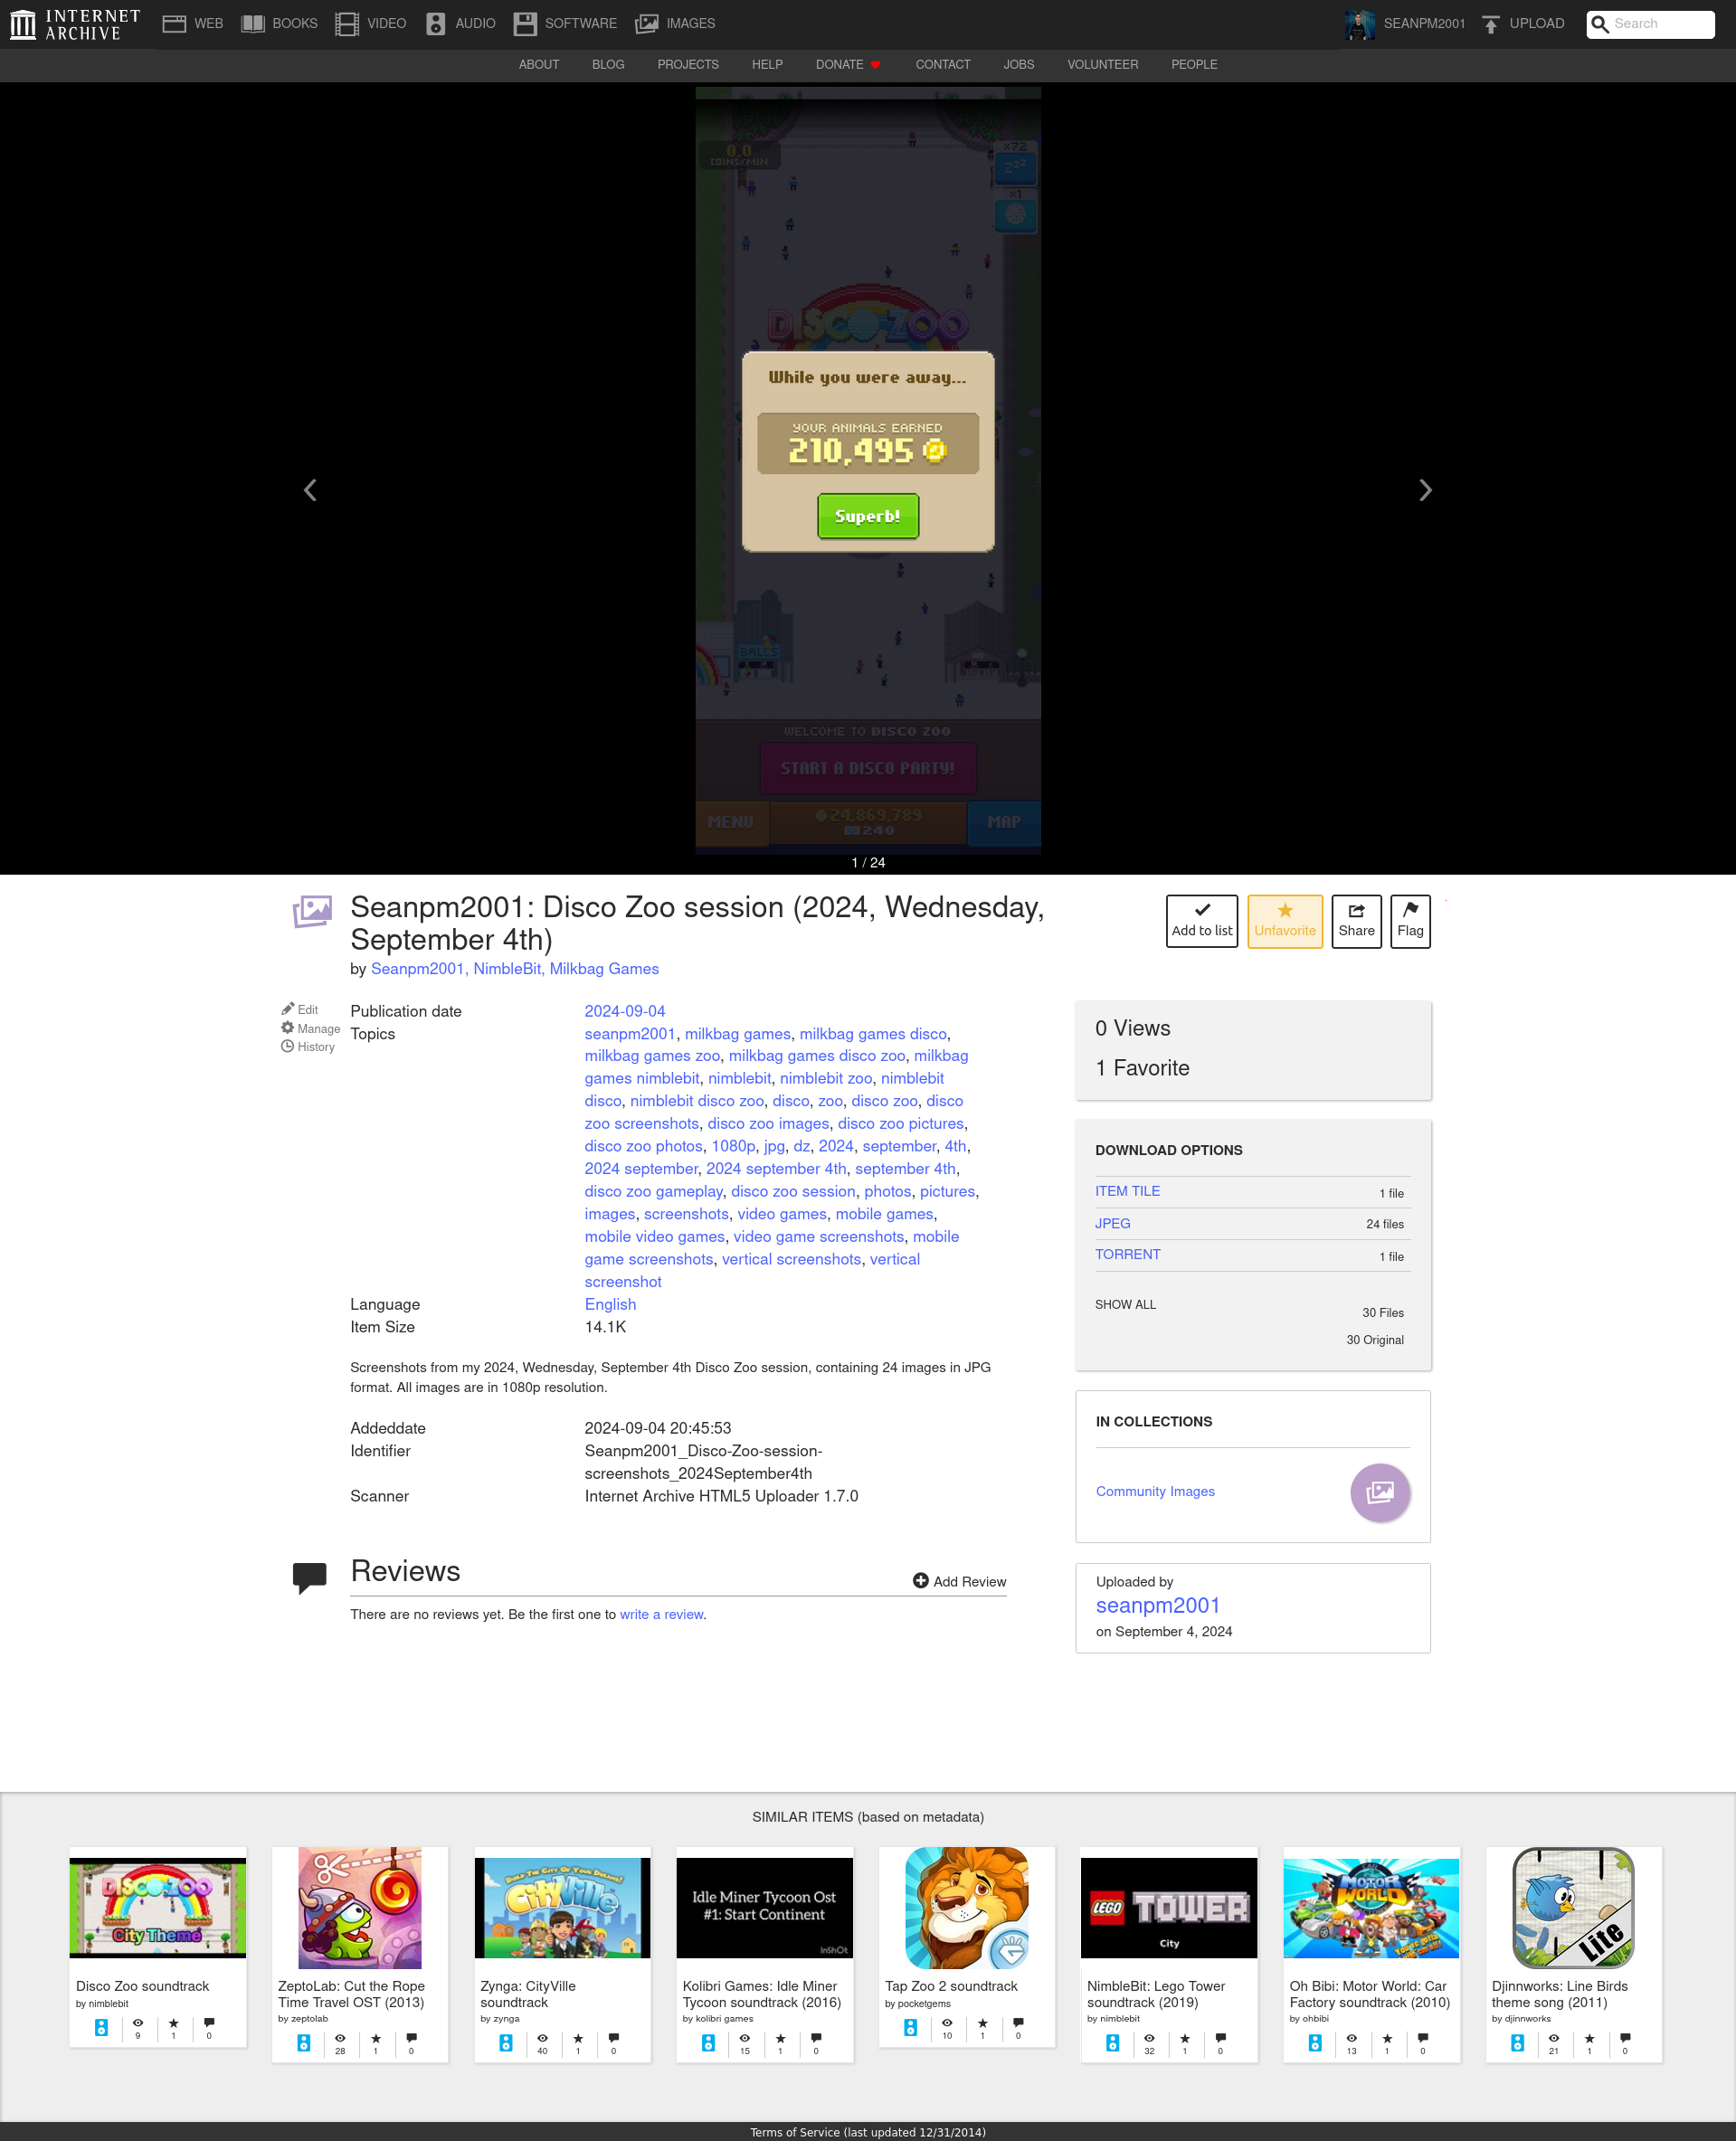 INTERNET ARCHIVE
WEB BOOKS VIDEO AUDIO SOFTWARE IMAGES SEANPM2001 UPLOAD Search
ABOUT BLOG PROJECTS HELP DONATE CONTACT JOBS VOLUNTEER PEOPLE
0.0
COINS/MIN
x72
zzz
x1
DISCO ZOO
While you were away...
YOUR ANIMALS EARNED
210,495
Superb!
BALLS
WELCOME TO DISCO ZOO
START A DISCO PARTY!
MENU 24,869,789 MAP
240
1 / 24
Seanpm2001: Disco Zoo session (2024, Wednesday,
September 4th)
by Seanpm2001, NimbleBit, Milkbag Games
Add to list Unfavorite Share Flag
Edit
Manage
History
Publication date 2024-09-04
Topics seanpm2001, milkbag games, milkbag games disco,
milkbag games zoo, milkbag games disco zoo, milkbag
games nimblebit, nimblebit, nimblebit zoo, nimblebit
disco, nimblebit disco zoo, disco, zoo, disco zoo, disco
zoo screenshots, disco zoo images, disco zoo pictures,
disco zoo photos, 1080p, jpg, dz, 2024, september, 4th,
2024 september, 2024 september 4th, september 4th,
disco zoo gameplay, disco zoo session, photos, pictures,
images, screenshots, video games, mobile games,
mobile video games, video game screenshots, mobile
game screenshots, vertical screenshots, vertical
screenshot
Language English
Item Size 14.1K
Screenshots from my 2024, Wednesday, September 4th Disco Zoo session, containing 24 images in JPG
format. All images are in 1080p resolution.
Addeddate 2024-09-04 20:45:53
Identifier Seanpm2001_Disco-Zoo-session-
screenshots_2024September4th
Scanner Internet Archive HTML5 Uploader 1.7.0
Reviews
Add Review
There are no reviews yet. Be the first one to write a review.
0 Views
1 Favorite
DOWNLOAD OPTIONS
ITEM TILE 1 file
JPEG 24 files
TORRENT 1 file
SHOW ALL 30 Files
30 Original
IN COLLECTIONS
Community Images
Uploaded by
seanpm2001
on September 4, 2024
SIMILAR ITEMS (based on metadata)
DISCO ZOO
City Theme
Disco Zoo soundtrack
by nimblebit
9 1 0
ZeptoLab: Cut the Rope
Time Travel OST (2013)
by zeptolab
28 1 0
BUILD THE CITY OF YOUR DREAMS!
CityVille
Zynga: CityVille
soundtrack
by zynga
40 1 0
Idle Miner Tycoon Ost
#1: Start Continent
InShOt
Kolibri Games: Idle Miner
Tycoon soundtrack (2016)
by kolibri games
15 1 0
Tap Zoo 2 soundtrack
by pocketgems
10 1 0
LEGO TOWER
City
NimbleBit: Lego Tower
soundtrack (2019)
by nimblebit
32 1 0
MOTOR WORLD
Oh Bibi: Motor World: Car
Factory soundtrack (2010)
by ohbibi
13 1 0
Lite
Djinnworks: Line Birds
theme song (2011)
by djinnworks
21 1 0
Terms of Service (last updated 12/31/2014)